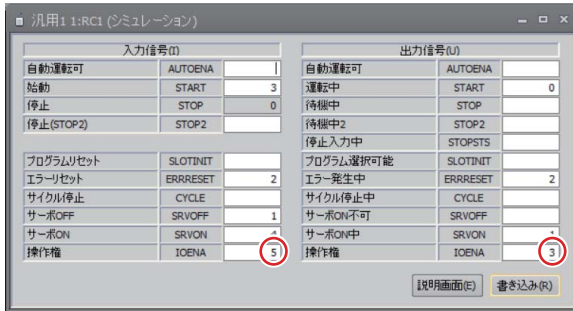 汎用1 1:RC1 (シミュレーション)
入力信号(I) 出力信号(U)
自動運転可 AUTOENA 自動運転可 AUTOENA
始動 START 3 運転中 START 0
停止 STOP 0 待機中 STOP
停止(STOP2) STOP2 待機中2 STOP2
停止入力中 STOPSTS
プログラムリセット SLOTINIT プログラム選択可能 SLOTINIT
エラーリセット ERRRESET 2 エラー発生中 ERRRESET 2
サイクル停止 CYCLE サイクル停止中 CYCLE
サーボOFF SRVOFF 1 サーボON不可 SRVOFF
サーボON SRVON 4 サーボON中 SRVON 1
操作権 IOENA 5 操作権 IOENA 3
説明画面(E) 書き込み(R)